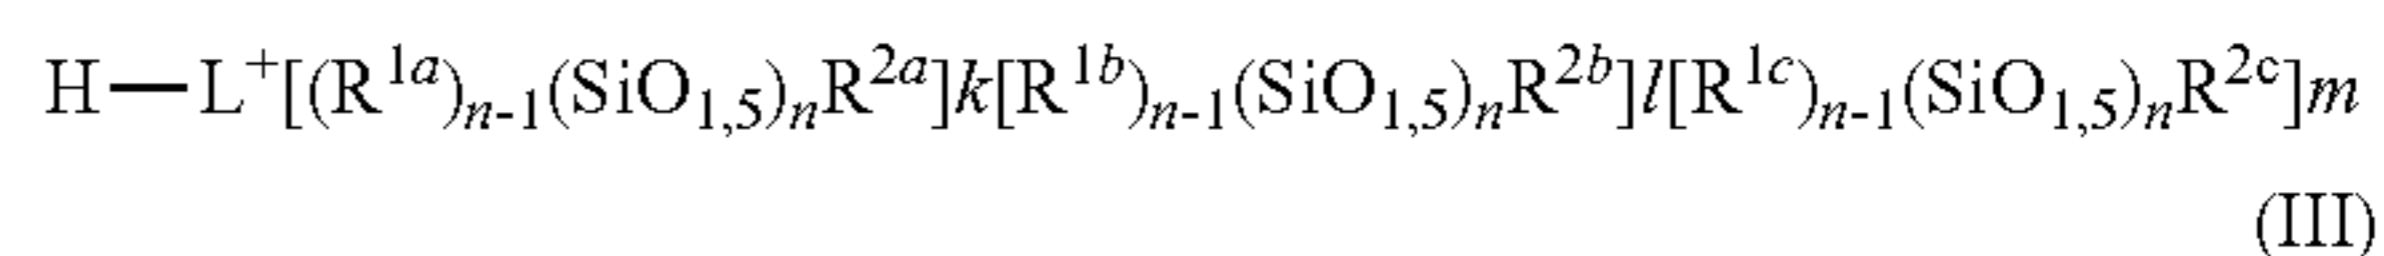 H—L⁺[(R¹ᵃ)ₙ₋₁(SiO₁,₅)ₙR²ᵃ]k[R¹ᵇ)ₙ₋₁(SiO₁,₅)ₙR²ᵇ]l[R¹ᶜ)ₙ₋₁(SiO₁,₅)ₙR²ᶜ]m
(III)